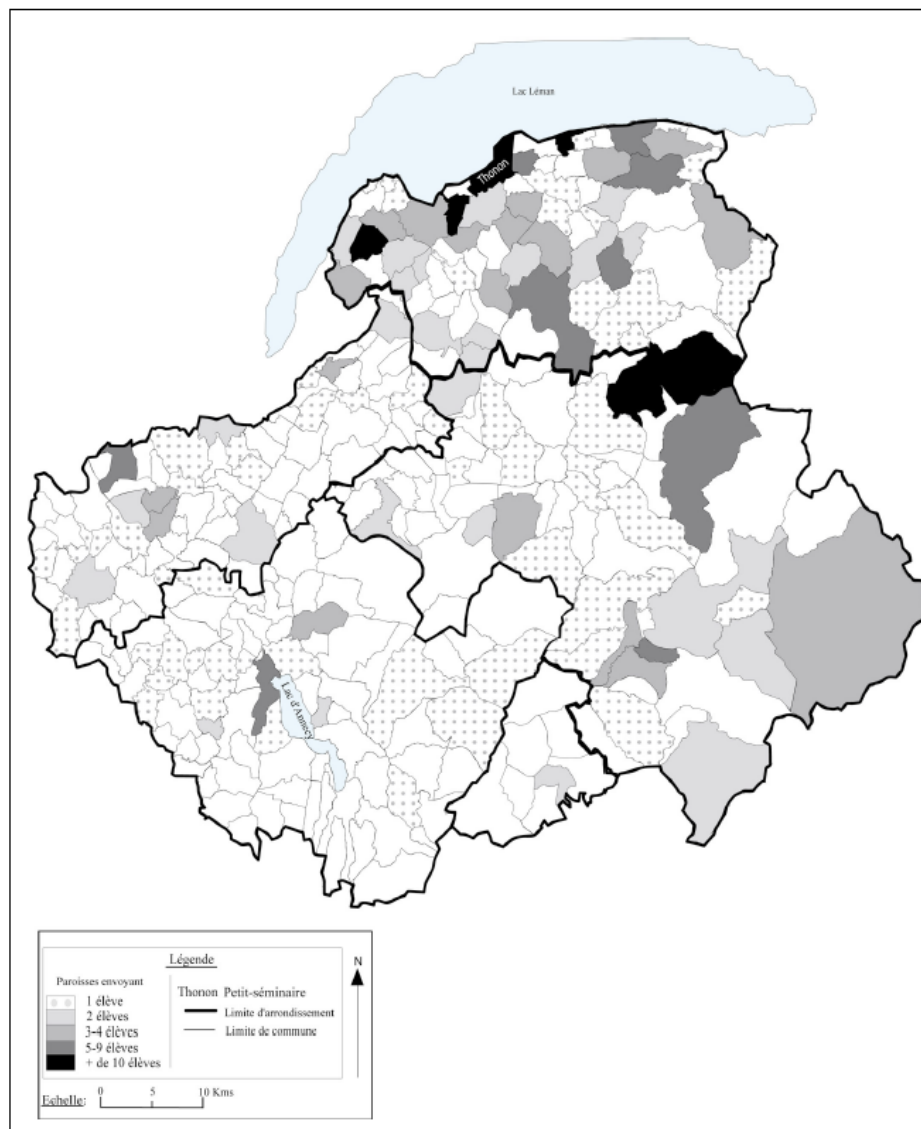 Lac Léman
Thonon
Lac d'Annecy
Légende
Paroisses envoyant
1 élève
2 élèves
3-4 élèves
5-9 élèves
+ de 10 élèves
Thonon Petit-séminaire
Limite d'arrondissement
Limite de commune
N
Echelle:
0 5 10 Kms